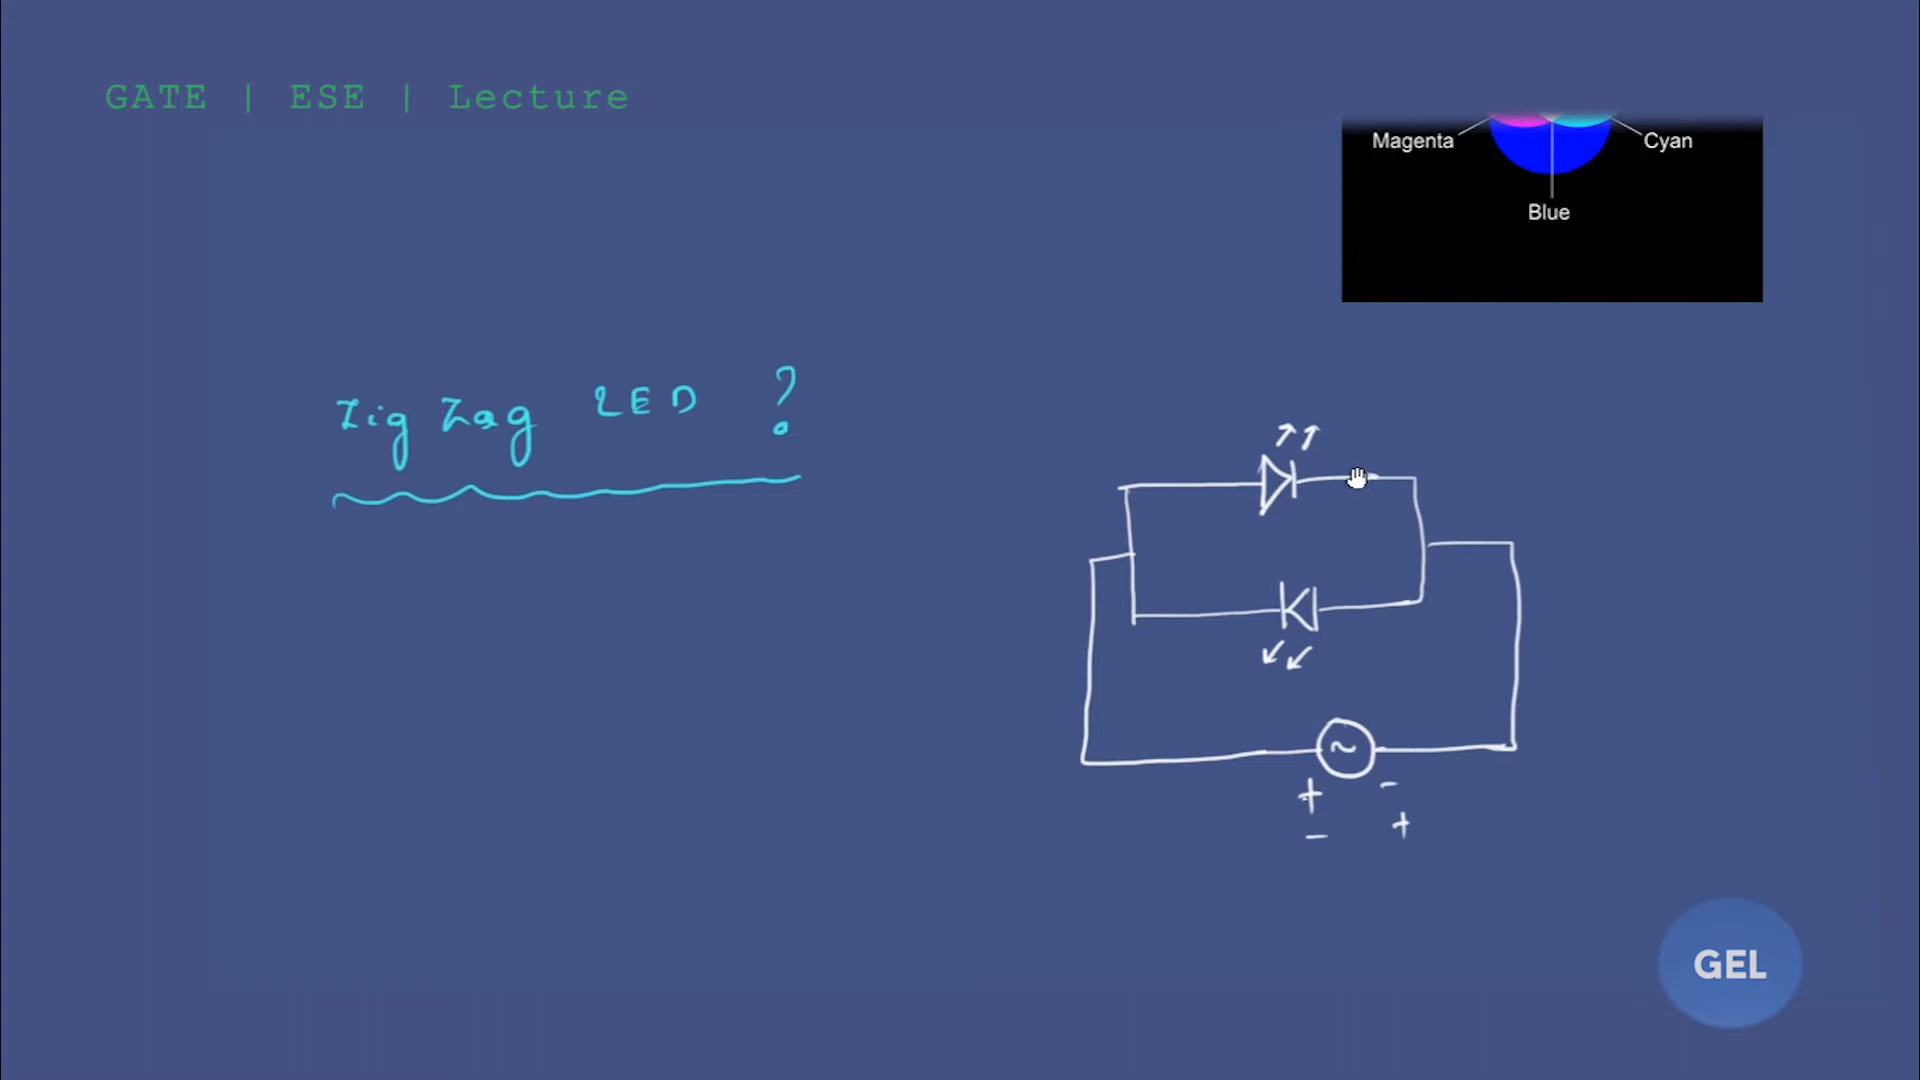 GATE | ESE | Lecture
Magenta
Cyan
Blue
Zig Zag LED ?
~
+ -
- +
GEL